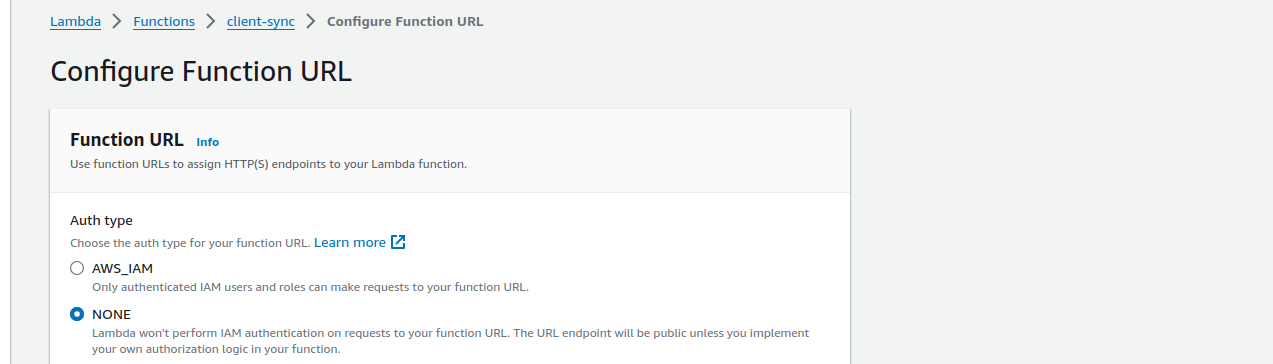 Lambda > Functions > client-sync > Configure Function URL
Configure Function URL
Function URL Info
Use function URLs to assign HTTP(S) endpoints to your Lambda function.
Auth type
Choose the auth type for your function URL. Learn more
AWS_IAM
Only authenticated IAM users and roles can make requests to your function URL.
NONE
Lambda won't perform IAM authentication on requests to your function URL. The URL endpoint will be public unless you implement
your own authorization logic in your function.